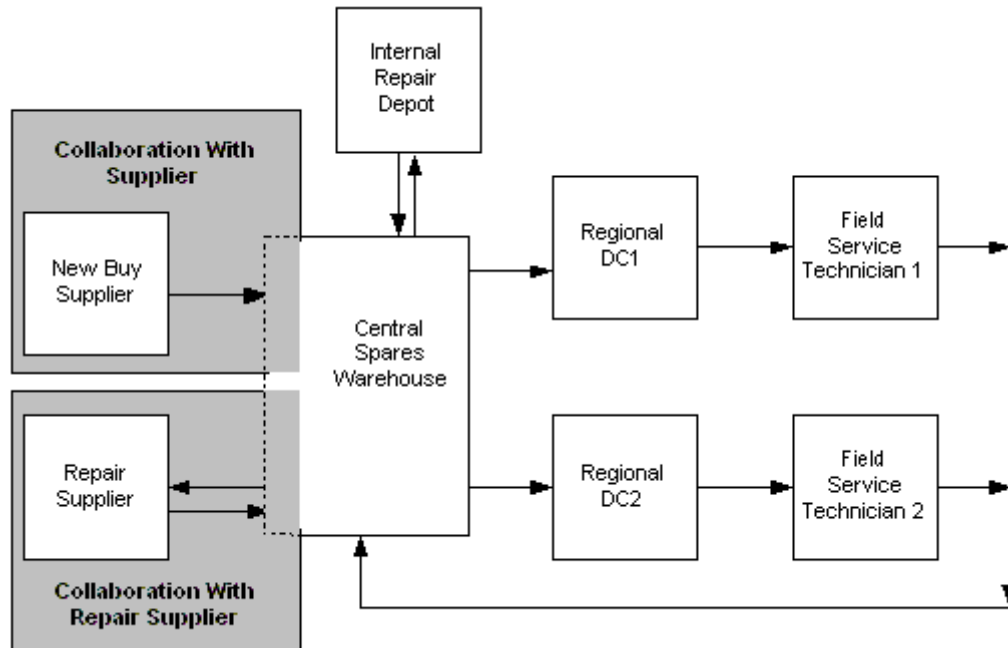 Internal
Repair
Depot
Collaboration With
Supplier
New Buy
Supplier
Central
Spares
Warehouse
Regional
DC1
Field
Service
Technician 1
Repair
Supplier
Regional
DC2
Field
Service
Technician 2
Collaboration With
Repair Supplier